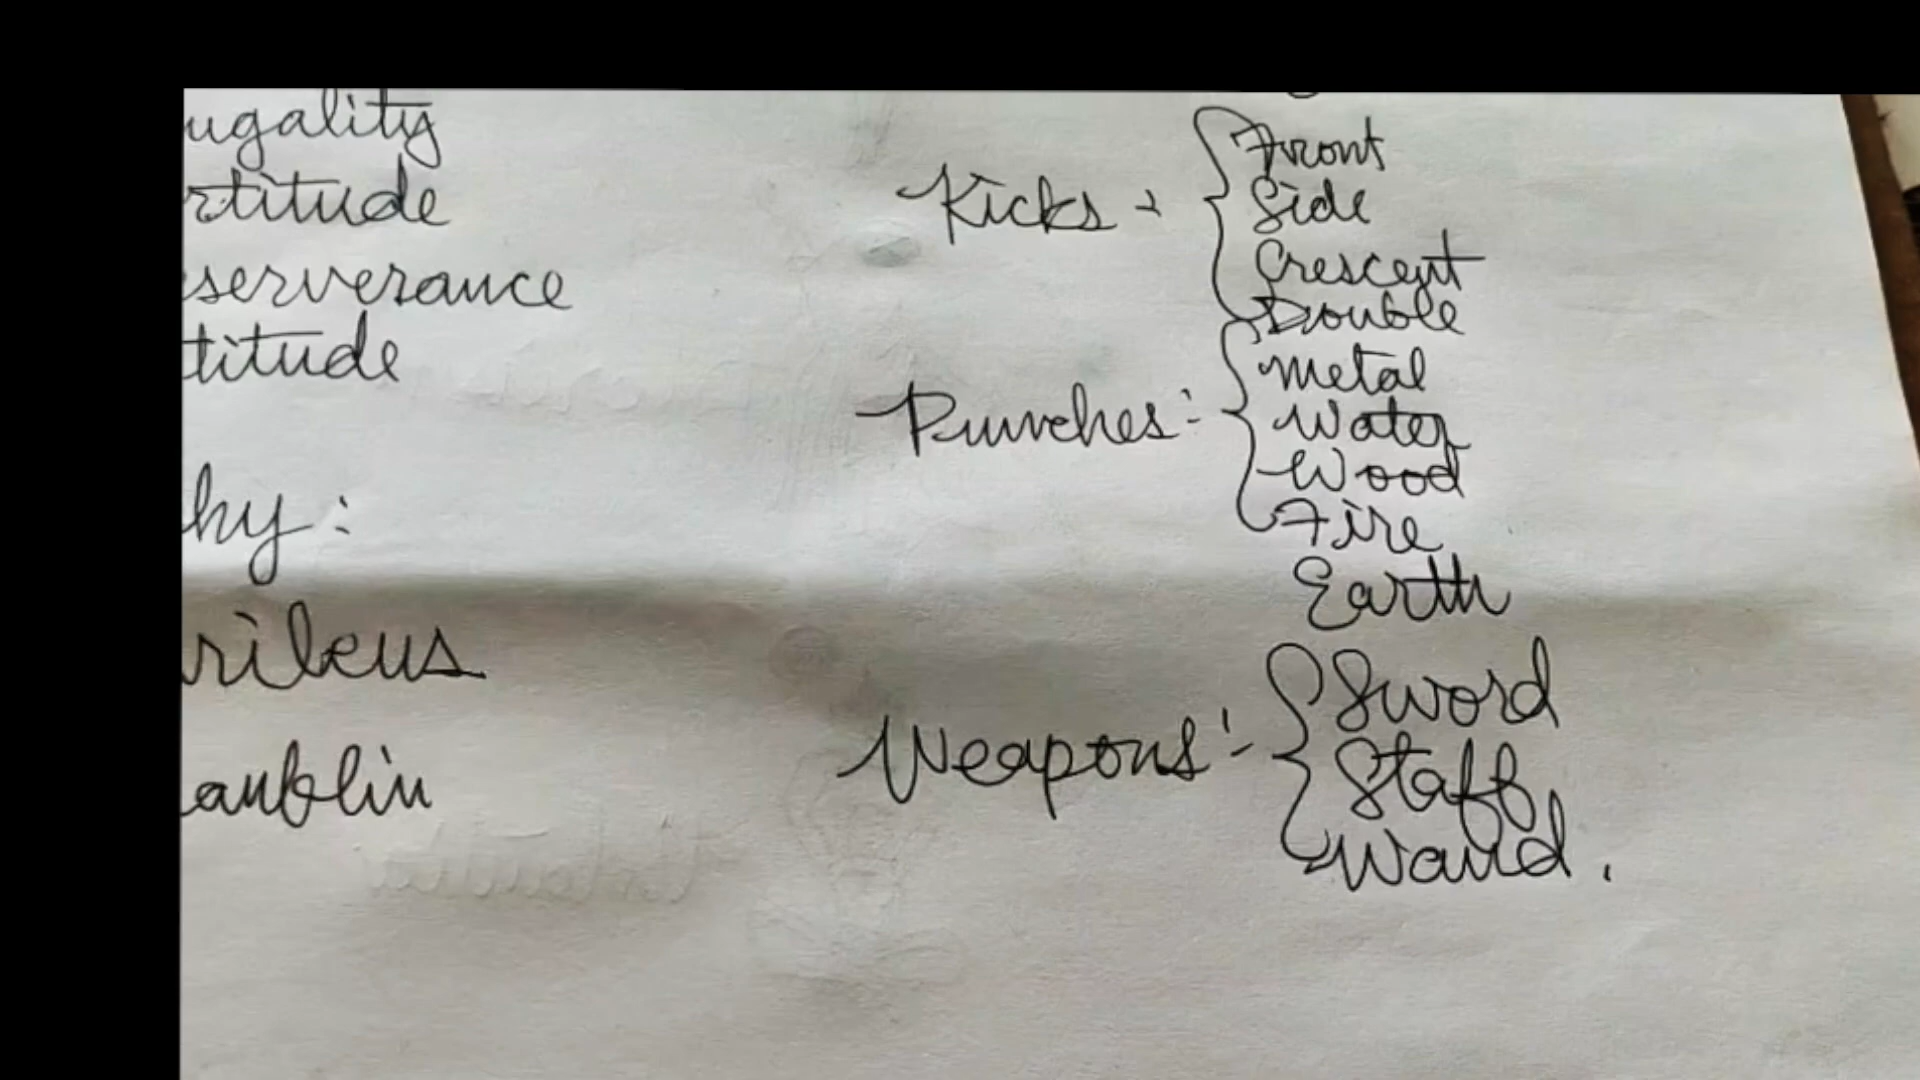 ugality
rtitude
serverance
titude
hy:
rileus
anklin
Kicks :
Front
Side
Crescent
Double
Punches :-
Metal
Water
Wood
Fire
Earth
Weapons :-
Sword
Staff
Wand.